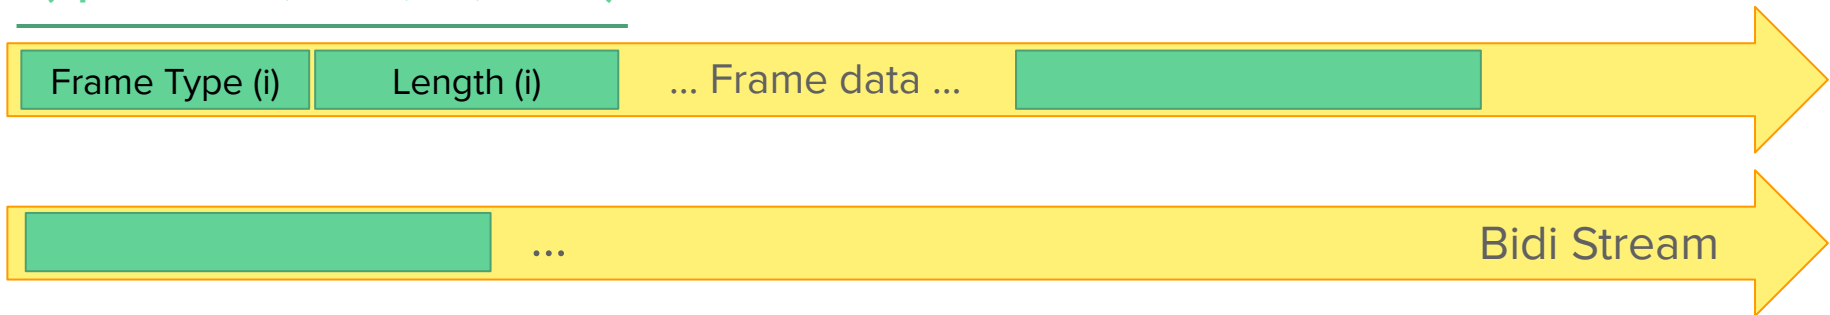 Frame Type (i) Length (i) ... Frame data ...
... Bidi Stream